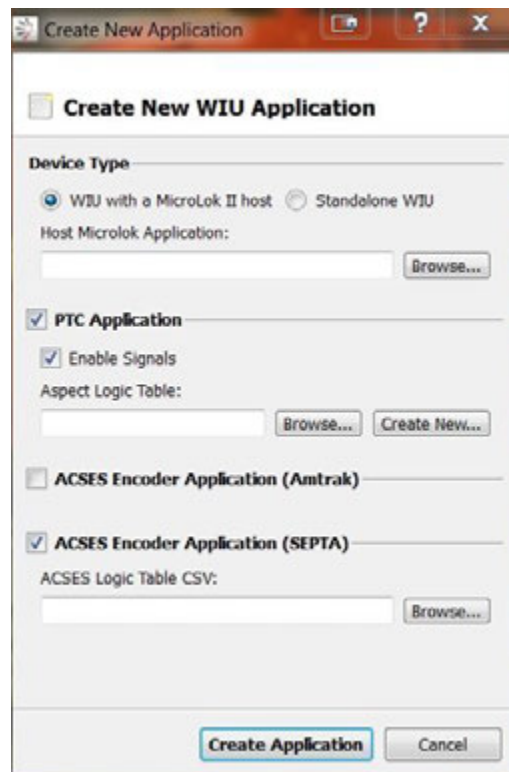 Create New Application
Create New WIU Application
Device Type
WIU with a MicroLok II host Standalone WIU
Host Microlok Application:
Browse...
PTC Application
Enable Signals
Aspect Logic Table:
Browse... Create New...
ACSES Encoder Application (Amtrak)
ACSES Encoder Application (SEPTA)
ACSES Logic Table CSV:
Browse...
Create Application Cancel